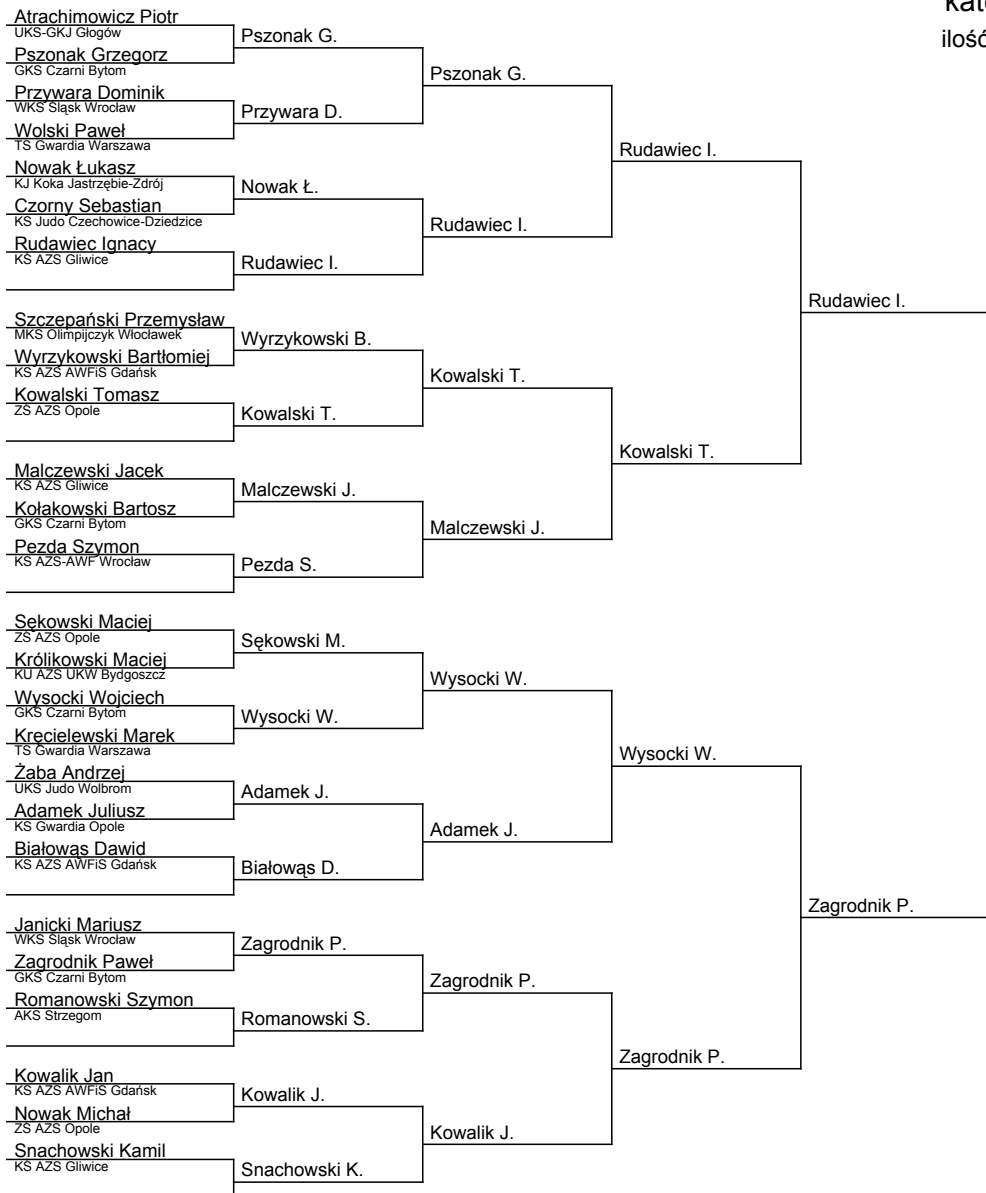 Atrachimowicz Piotr
UKS-GKJ Głogów
Pszonak Grzegorz
GKS Czarni Bytom
Przywara Dominik
WKS Śląsk Wrocław
Wolski Paweł
TS Gwardia Warszawa
Nowak Łukasz
KJ Koka Jastrzębie-Zdrój
Czorny Sebastian
KS Judo Czechowice-Dziedzice
Rudawiec Ignacy
KŚ AZS Gliwice
Szczepański Przemysław
MKS Olimpijczyk Włocławek
Wyrzykowski Bartłomiej
KS AZS AWFiS Gdańsk
Kowalski Tomasz
ZŚ AZS Opole
Malczewski Jacek
KŚ AZS Gliwice
Kołakowski Bartosz
GKS Czarni Bytom
Pezda Szymon
KS AZS-AWF Wrocław
Sękowski Maciej
ZŚ AZS Opole
Królikowski Maciej
KU AZS UKW Bydgoszcz
Wysocki Wojciech
GKS Czarni Bytom
Kręcielewski Marek
TS Gwardia Warszawa
Żaba Andrzej
UKS Judo Wolbrom
Adamek Juliusz
KS Gwardia Opole
Białowąs Dawid
KS AZS AWFiS Gdańsk
Janicki Mariusz
WKS Śląsk Wrocław
Zagrodnik Paweł
GKS Czarni Bytom
Romanowski Szymon
AKS Strzegom
Kowalik Jan
KS AZS AWFiS Gdańsk
Nowak Michał
ZŚ AZS Opole
Snachowski Kamil
KŚ AZS Gliwice
Pszonak G.
Przywara D.
Nowak Ł.
Rudawiec I.
Wyrzykowski B.
Kowalski T.
Malczewski J.
Pezda S.
Sękowski M.
Wysocki W.
Adamek J.
Białowąs D.
Zagrodnik P.
Romanowski S.
Kowalik J.
Snachowski K.
Pszonak G.
Rudawiec I.
Kowalski T.
Malczewski J.
Wysocki W.
Adamek J.
Zagrodnik P.
Kowalik J.
Rudawiec I.
Kowalski T.
Wysocki W.
Zagrodnik P.
Rudawiec I.
Zagrodnik P.
ilość